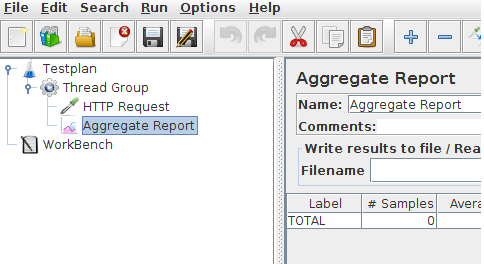 File Edit Search Run Options Help
Testplan
Thread Group
HTTP Request
Aggregate Report
WorkBench
Aggregate Report
Name: Aggregate Report
Comments:
Write results to file / Rea
Filename
Label # Samples Avera
TOTAL 0